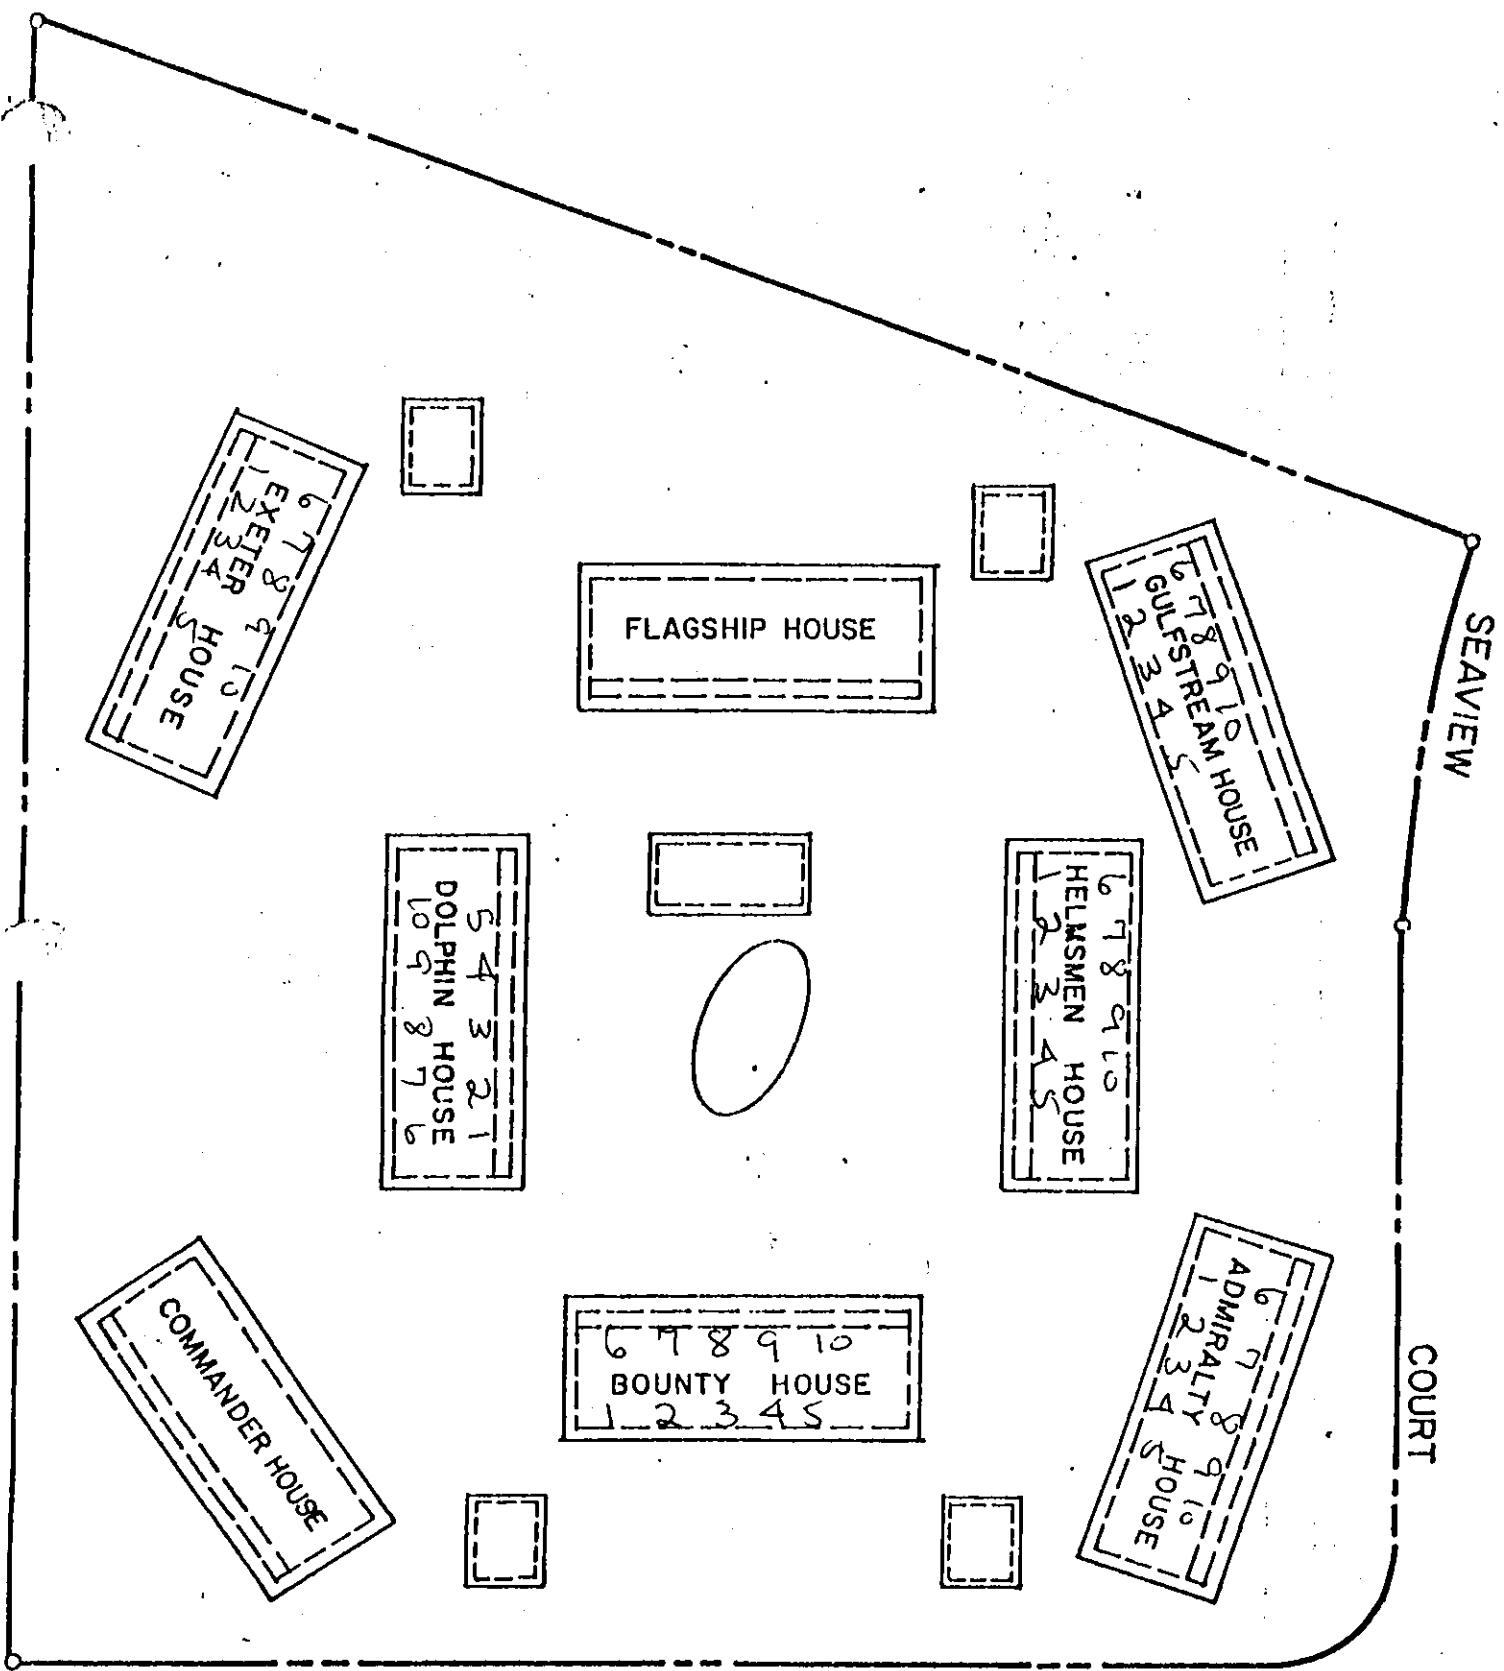 SEAVIEW
COURT
6 7 8 9 10
EXETER HOUSE
1 2 3 4 5
FLAGSHIP HOUSE
6 7 8 9 10
GULFSTREAM HOUSE
1 2 3 4 5
5 4 3 2 1
DOLPHIN HOUSE
10 9 8 7 6
6 7 8 9 10
HELMSMEN HOUSE
1 2 3 4 5
COMMANDER HOUSE
6 7 8 9 10
BOUNTY HOUSE
1 2 3 4 5
6 7 8 9 10
ADMIRALTY HOUSE
1 2 3 4 5